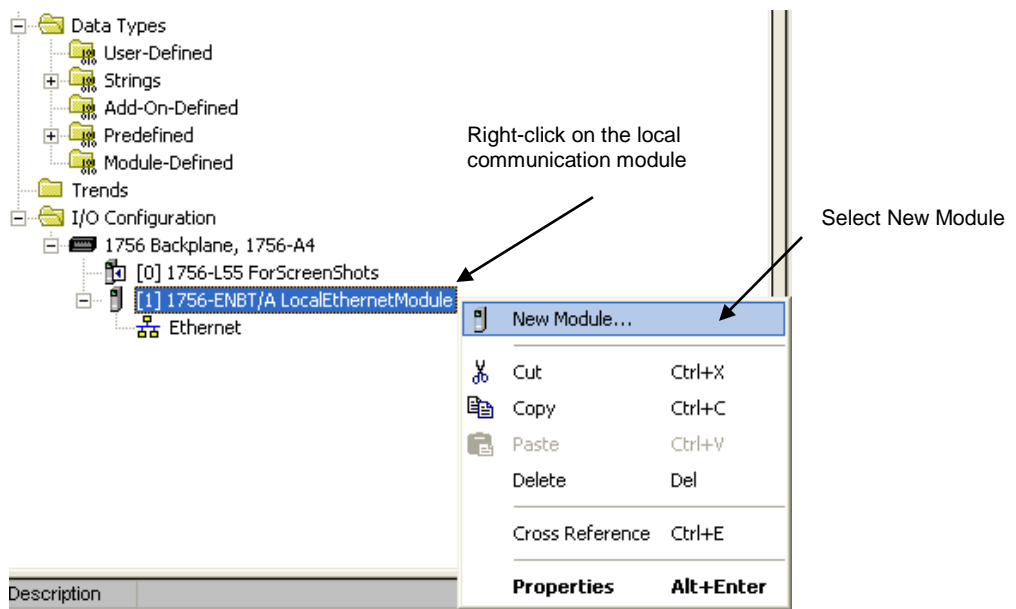 Data Types
User-Defined
Strings
Add-On-Defined
Predefined
Module-Defined
Trends
I/O Configuration
1756 Backplane, 1756-A4
[0] 1756-L55 ForScreenShots
[1] 1756-ENBT/A LocalEthernetModule
Ethernet
Right-click on the local
communication module
Select New Module
New Module...
Cut Ctrl+X
Copy Ctrl+C
Paste Ctrl+V
Delete Del
Cross Reference Ctrl+E
Properties Alt+Enter
Description